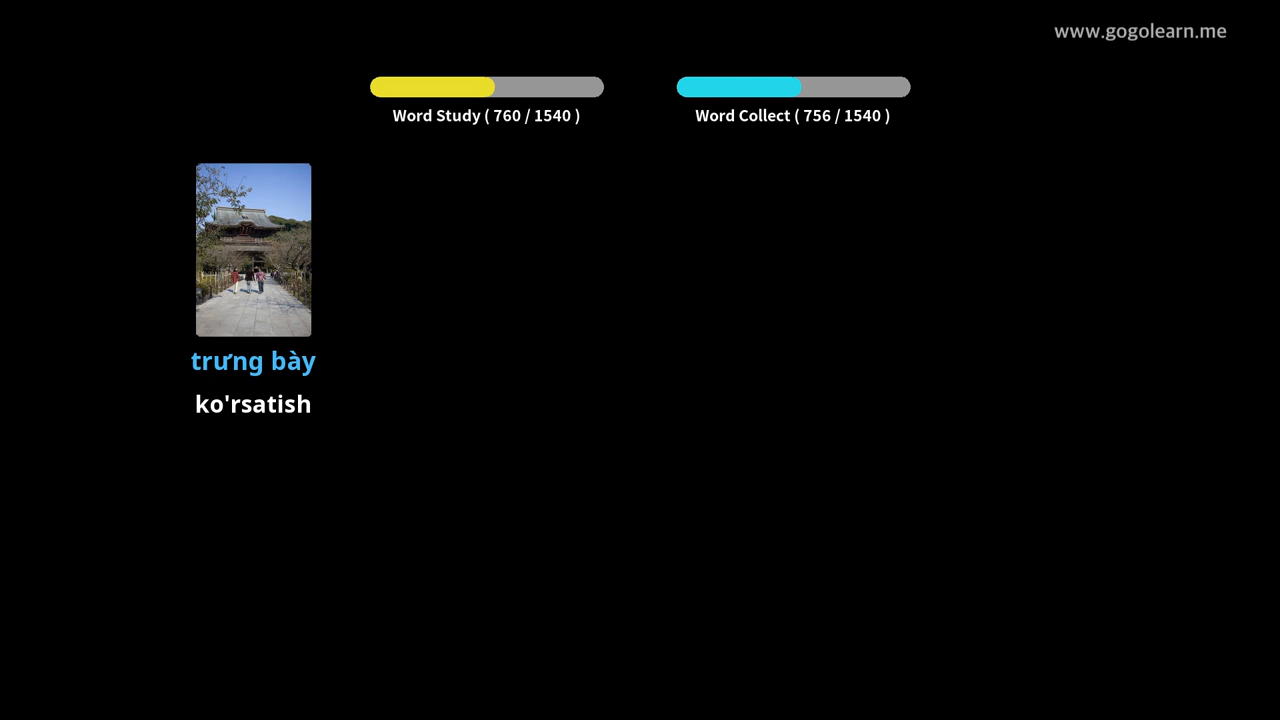 www.gogolearn.me
Word Study ( 760 / 1540 )
Word Collect ( 756 / 1540 )
trưng bày
ko'rsatish